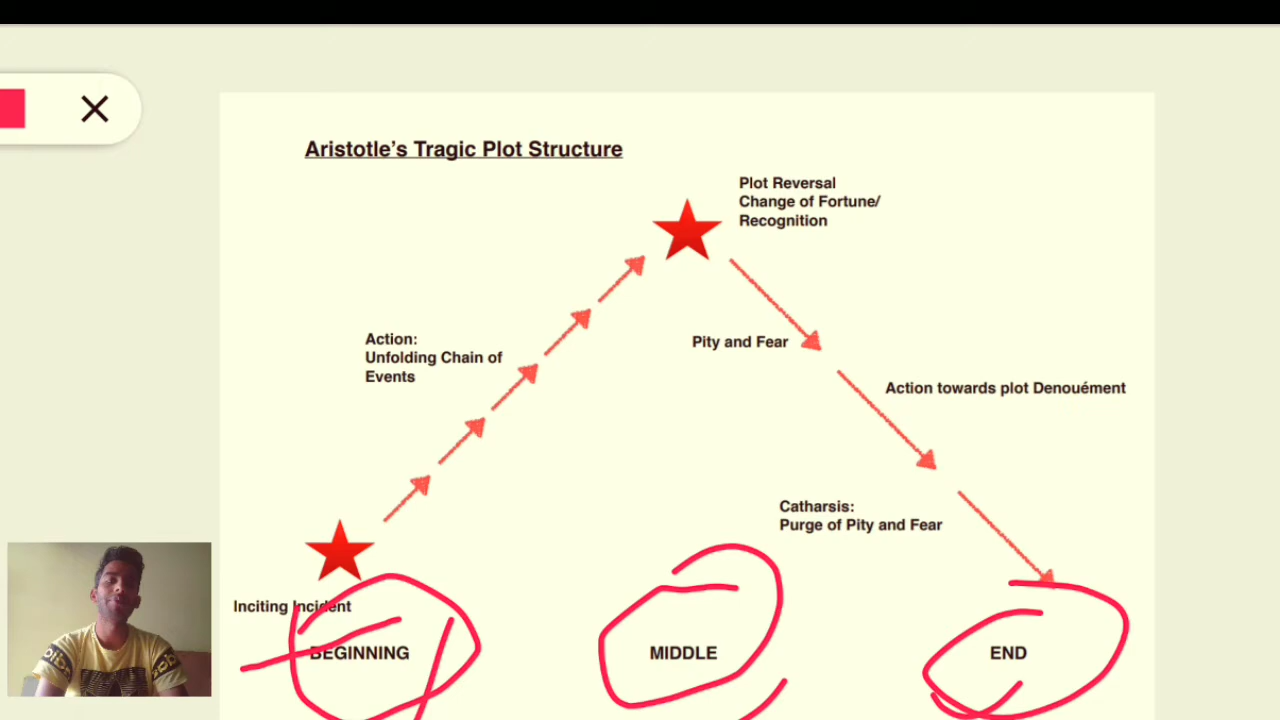 Aristotle’s Tragic Plot Structure
Plot Reversal
Change of Fortune/
Recognition
Action:
Unfolding Chain of
Events
Pity and Fear
Action towards plot Denouément
Catharsis:
Purge of Pity and Fear
Inciting Incident
BEGINNING
MIDDLE
END